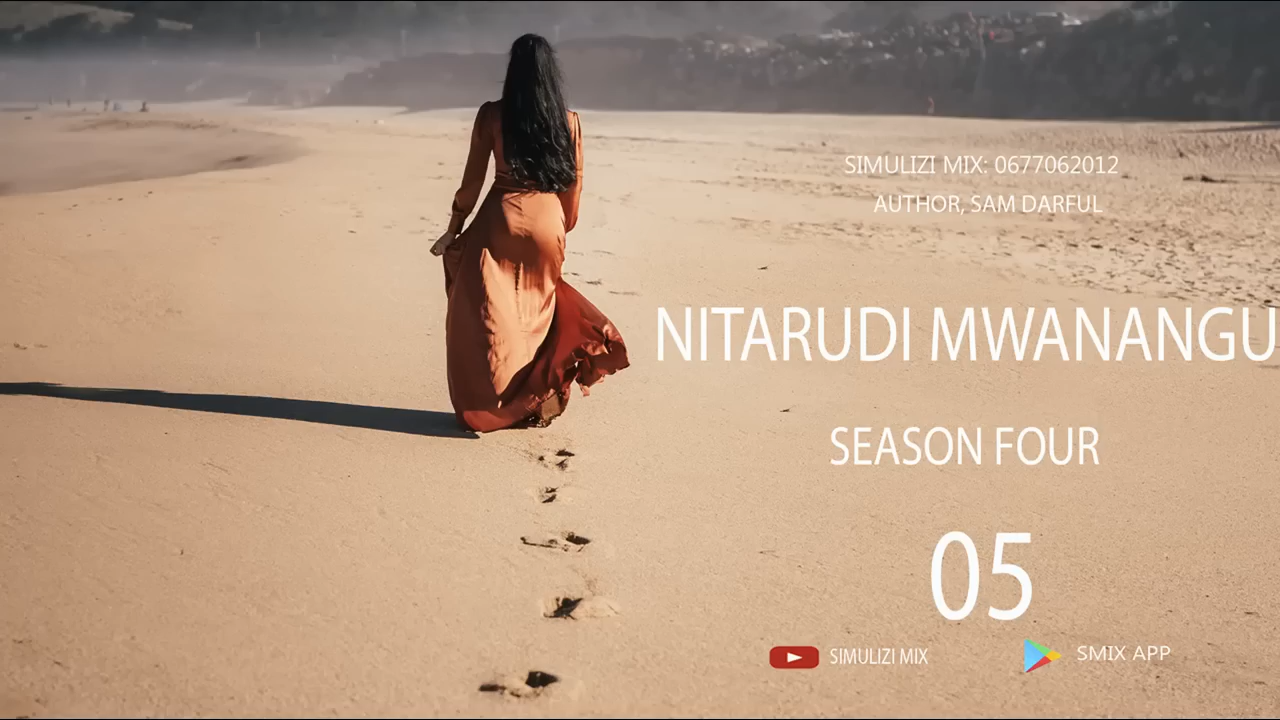 SIMULIZI MIX: 0677062012
AUTHOR, SAM DARFUL
NITARUDI MWANANGU
SEASON FOUR
05
SIMULIZI MIX
SMIX APP